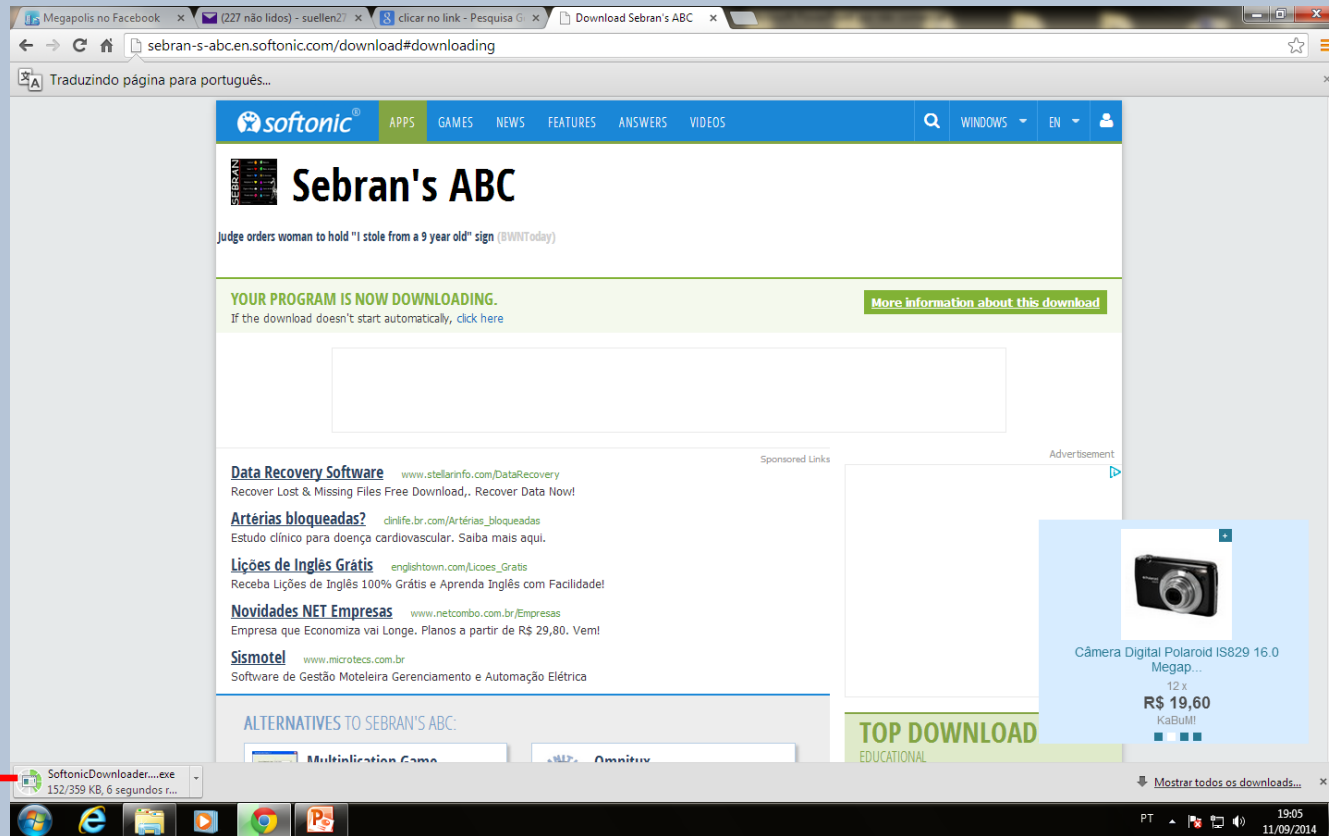 Megapolis no Facebook
(227 não lidos) - suellen27
clicar no link - Pesquisa G
Download Sebran's ABC
sebran-s-abc.en.softonic.com/download#downloading
Traduzindo página para português...
softonic®
APPS GAMES NEWS FEATURES ANSWERS VIDEOS
WINDOWS EN
SEBRAN
Sebran's ABC
Judge orders woman to hold "I stole from a 9 year old" sign (BWNToday)
YOUR PROGRAM IS NOW DOWNLOADING.
If the download doesn't start automatically, click here
More information about this download
Sponsored Links
Advertisement
Data Recovery Software www.stellarinfo.com/DataRecovery
Recover Lost & Missing Files Free Download,. Recover Data Now!
Artérias bloqueadas? clinlife.br.com/Artérias_bloqueadas
Estudo clínico para doença cardiovascular. Saiba mais aqui.
Lições de Inglês Grátis englishtown.com/Licoes_Gratis
Receba Lições de Inglês 100% Grátis e Aprenda Inglês com Facilidade!
Novidades NET Empresas www.netcombo.com.br/Empresas
Empresa que Economiza vai Longe. Planos a partir de R$ 29,80. Vem!
Sismotel www.microtecs.com.br
Software de Gestão Moteleira Gerenciamento e Automação Elétrica
Câmera Digital Polaroid IS829 16.0
Megap...
12 x
R$ 19,60
KaBuM!
ALTERNATIVES TO SEBRAN'S ABC:
Multiplication Game
Omnitux
TOP DOWNLOAD
EDUCATIONAL
SoftonicDownloader....exe
152/359 KB, 6 segundos r...
Mostrar todos os downloads...
PT
19:05
11/09/2014